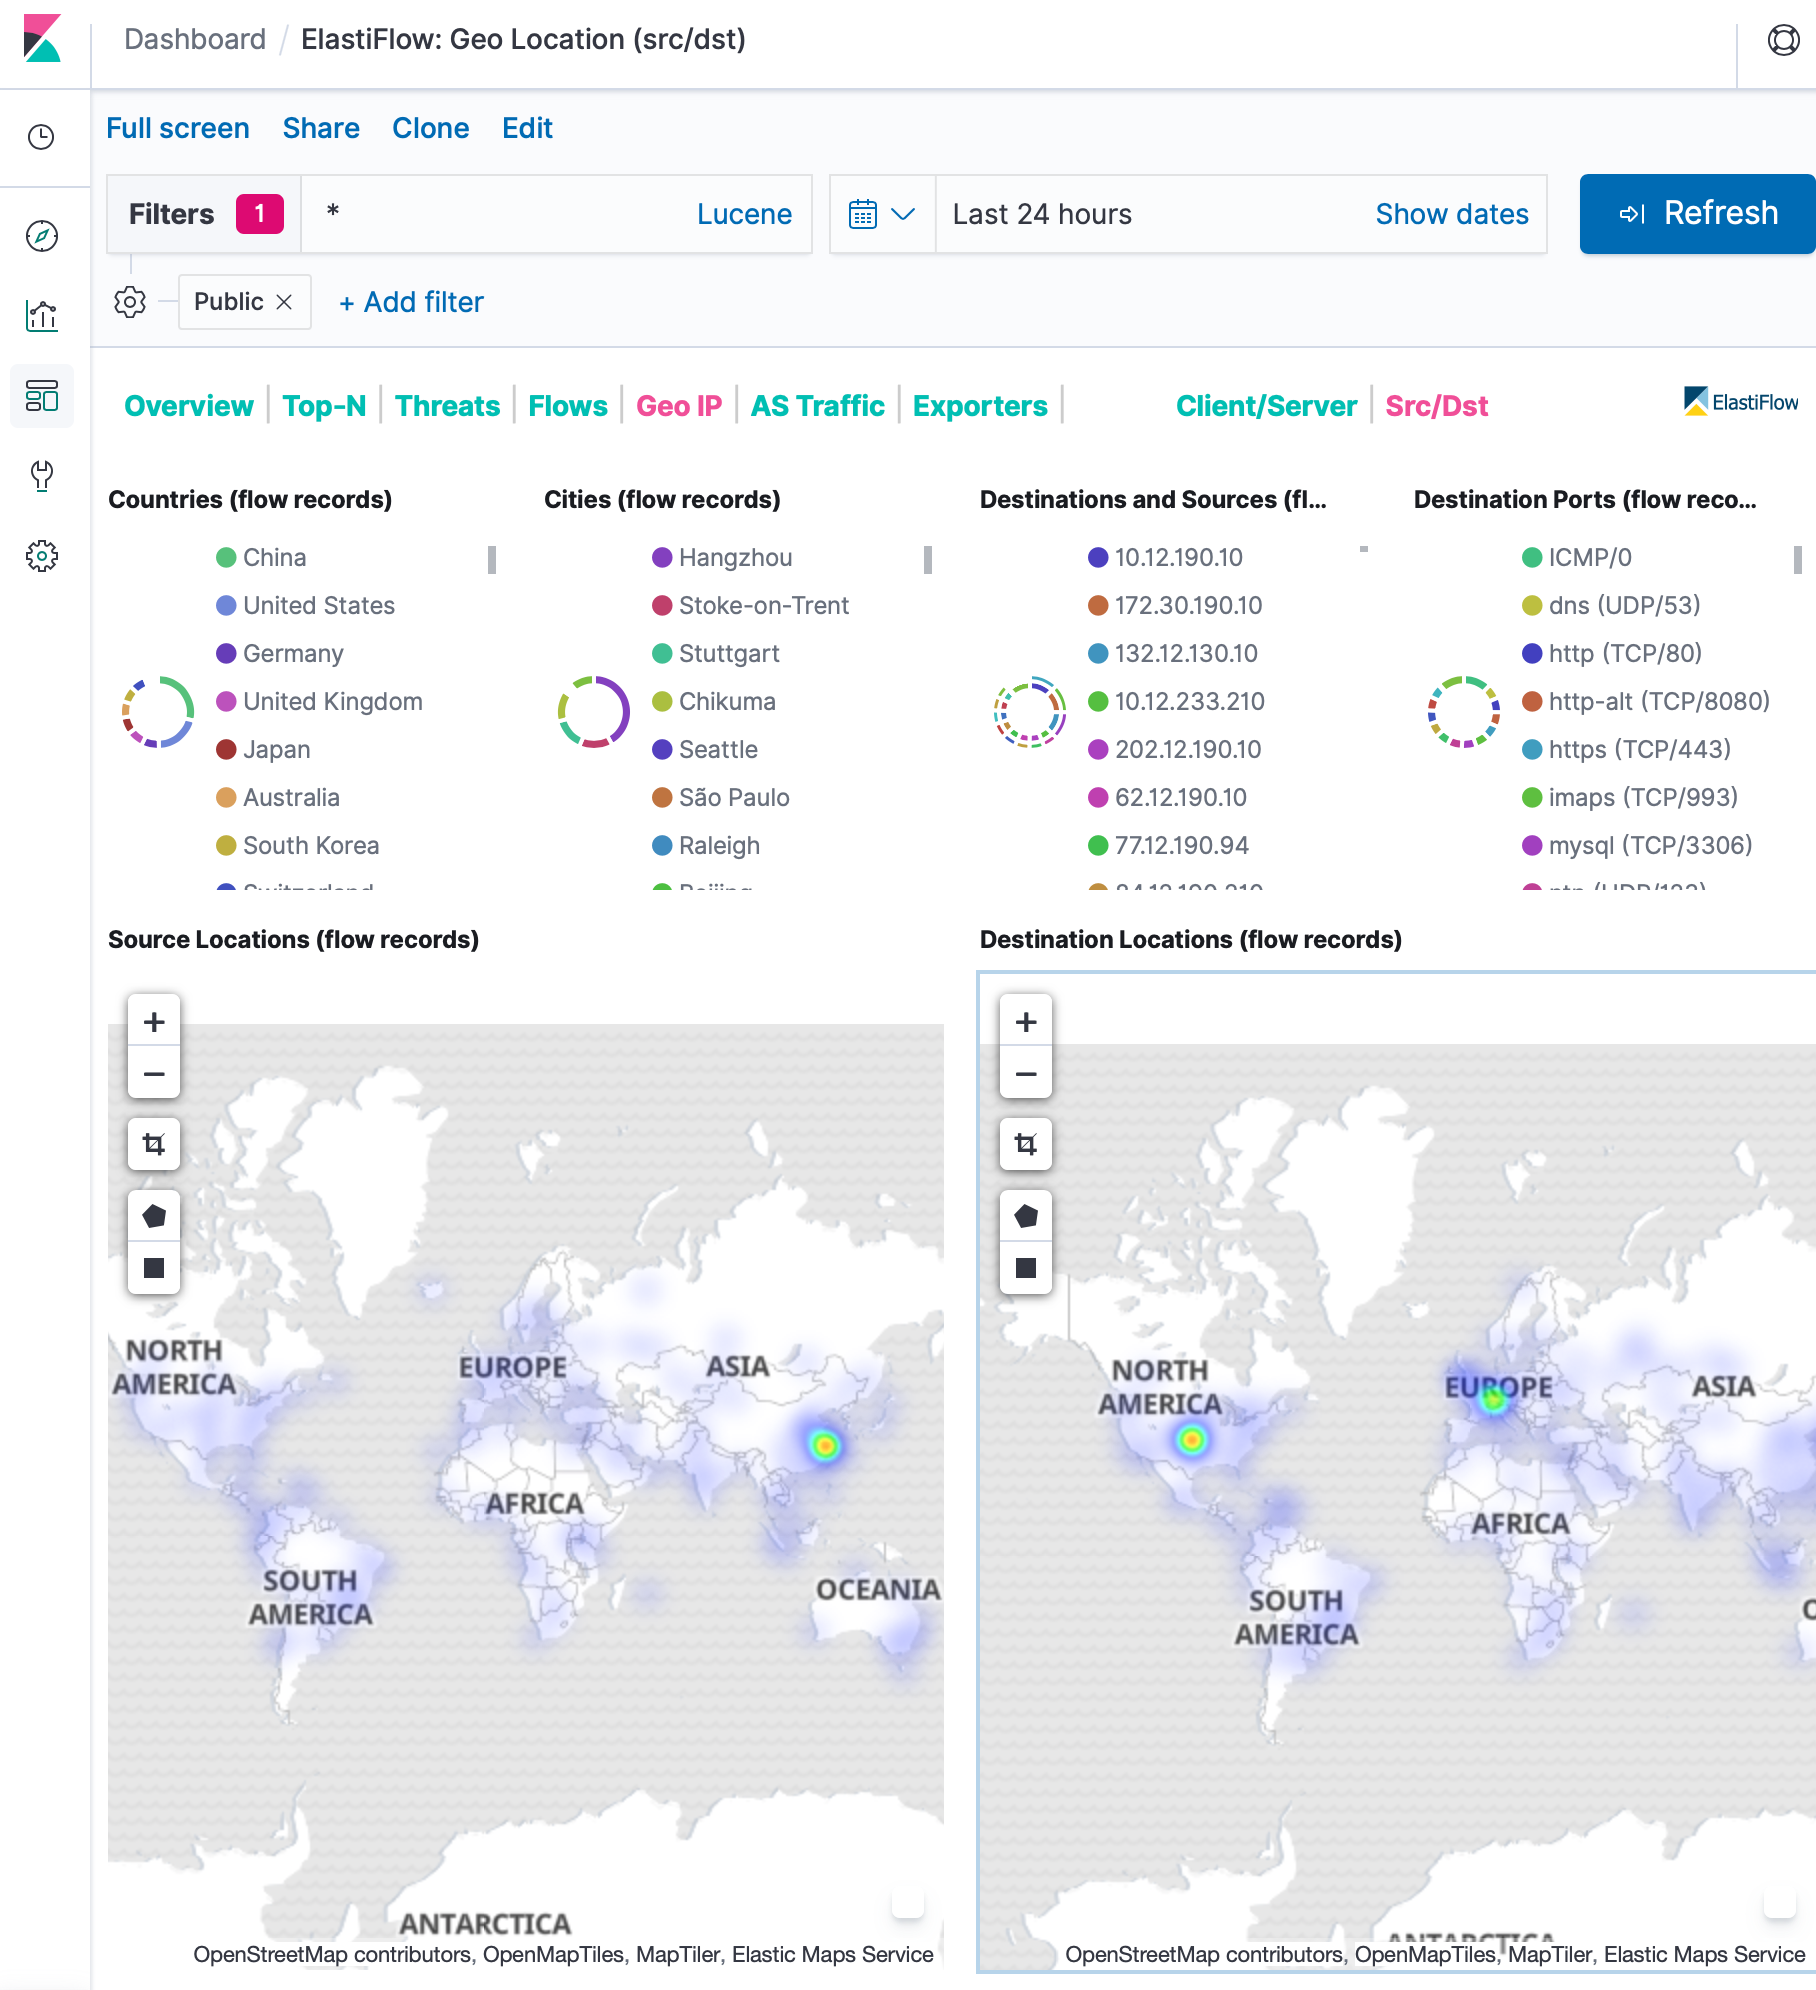 Dashboard / ElastiFlow: Geo Location (src/dst)
Full screen Share Clone Edit
Filters 1 * Lucene Last 24 hours Show dates Refresh
Public + Add filter
Overview Top-N Threats Flows Geo IP AS Traffic Exporters Client/Server Src/Dst ElastiFlow
Countries (flow records)
China
United States
Germany
United Kingdom
Japan
Australia
South Korea
Switzerland
Cities (flow records)
Hangzhou
Stoke-on-Trent
Stuttgart
Chikuma
Seattle
São Paulo
Raleigh
Beijing
Destinations and Sources (fl...
10.12.190.10
172.30.190.10
132.12.130.10
10.12.233.210
202.12.190.10
62.12.190.10
77.12.190.94
Destination Ports (flow reco...
ICMP/0
dns (UDP/53)
http (TCP/80)
http-alt (TCP/8080)
https (TCP/443)
imaps (TCP/993)
mysql (TCP/3306)
ntp (UDP/123)
Source Locations (flow records)
+
−
NORTH
AMERICA
EUROPE
ASIA
AFRICA
SOUTH
AMERICA
OCEANIA
ANTARCTICA
OpenStreetMap contributors, OpenMapTiles, MapTiler, Elastic Maps Service
Destination Locations (flow records)
+
−
NORTH
AMERICA
EUROPE
ASIA
AFRICA
SOUTH
AMERICA
ANTARCTICA
OpenStreetMap contributors, OpenMapTiles, MapTiler, Elastic Maps Service